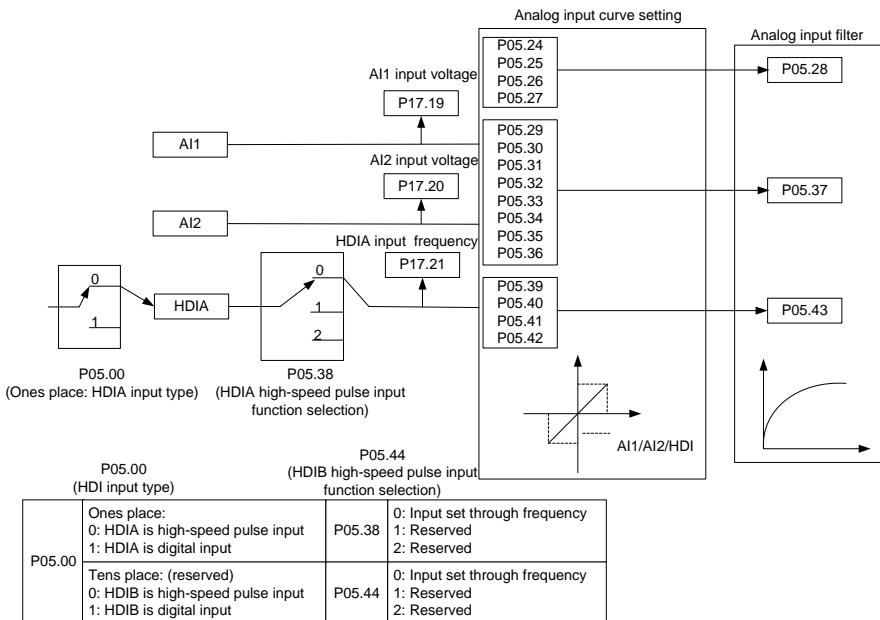 Analog input curve setting
Analog input filter
P05.24
P05.25
P05.26
P05.27
P05.28
AI1 input voltage
P17.19
AI1
P05.29
P05.30
P05.31
P05.32
P05.33
P05.34
P05.35
P05.36
P05.37
AI2 input voltage
P17.20
AI2
HDIA input frequency
P17.21
0
1
HDIA
0
1
2
P05.39
P05.40
P05.41
P05.42
P05.43
P05.00
(Ones place: HDIA input type)
P05.38
(HDIA high-speed pulse input
function selection)
AI1/AI2/HDI
P05.00
(HDI input type)
P05.44
(HDIB high-speed pulse input
function selection)
P05.00
Ones place:
0: HDIA is high-speed pulse input
1: HDIA is digital input
P05.38
0: Input set through frequency
1: Reserved
2: Reserved
Tens place: (reserved)
0: HDIB is high-speed pulse input
1: HDIB is digital input
P05.44
0: Input set through frequency
1: Reserved
2: Reserved